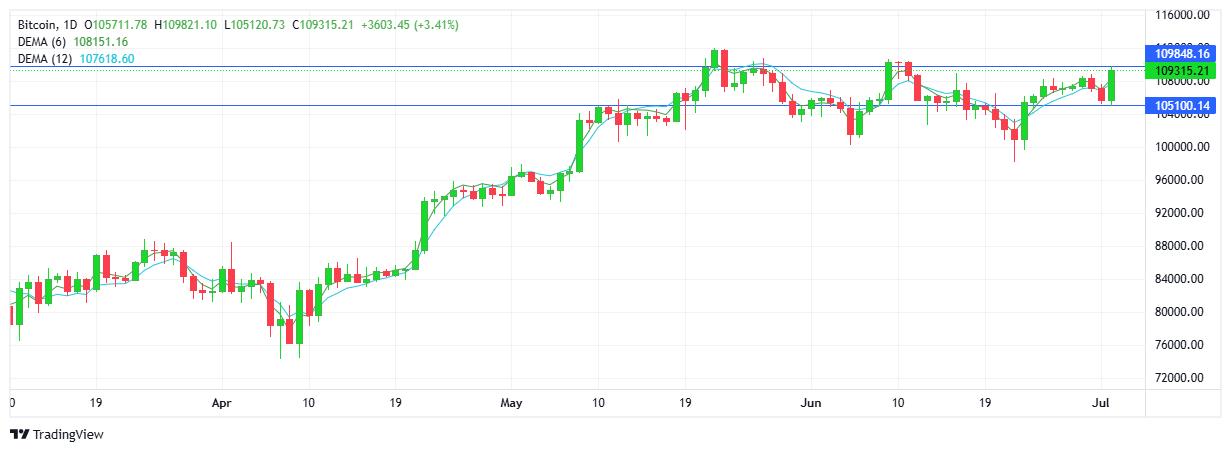 Bitcoin, 1D O105711.78 H109821.10 L105120.73 C109315.21 +3603.45 (+3.41%)
DEMA (6) 108151.16
DEMA (12) 107618.60
116000.00
109848.16
109315.21
108000.00
105100.14
104000.00
100000.00
96000.00
92000.00
88000.00
84000.00
80000.00
76000.00
72000.00
0 19 Apr 10 19 May 10 19 Jun 10 19 Jul
TradingView